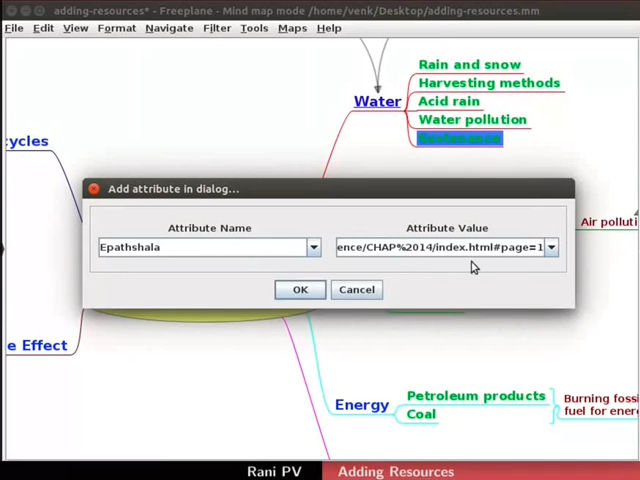 adding-resources* - Freeplane - Mind map mode /home/venk/Desktop/adding-resources.mm
File Edit View Format Navigate Filter Tools Maps Help
Rain and snow
Harvesting methods
Water
Acid rain
Water pollution
Sustenance
ycles
Add attribute in dialog...
Attribute Name Attribute Value
Epathshala ence/CHAP%2014/index.html#page=1
Air polluti
OK Cancel
e Effect
Energy
Petroleum products
Coal
Burning fossi
fuel for energ
Rani PV Adding Resources